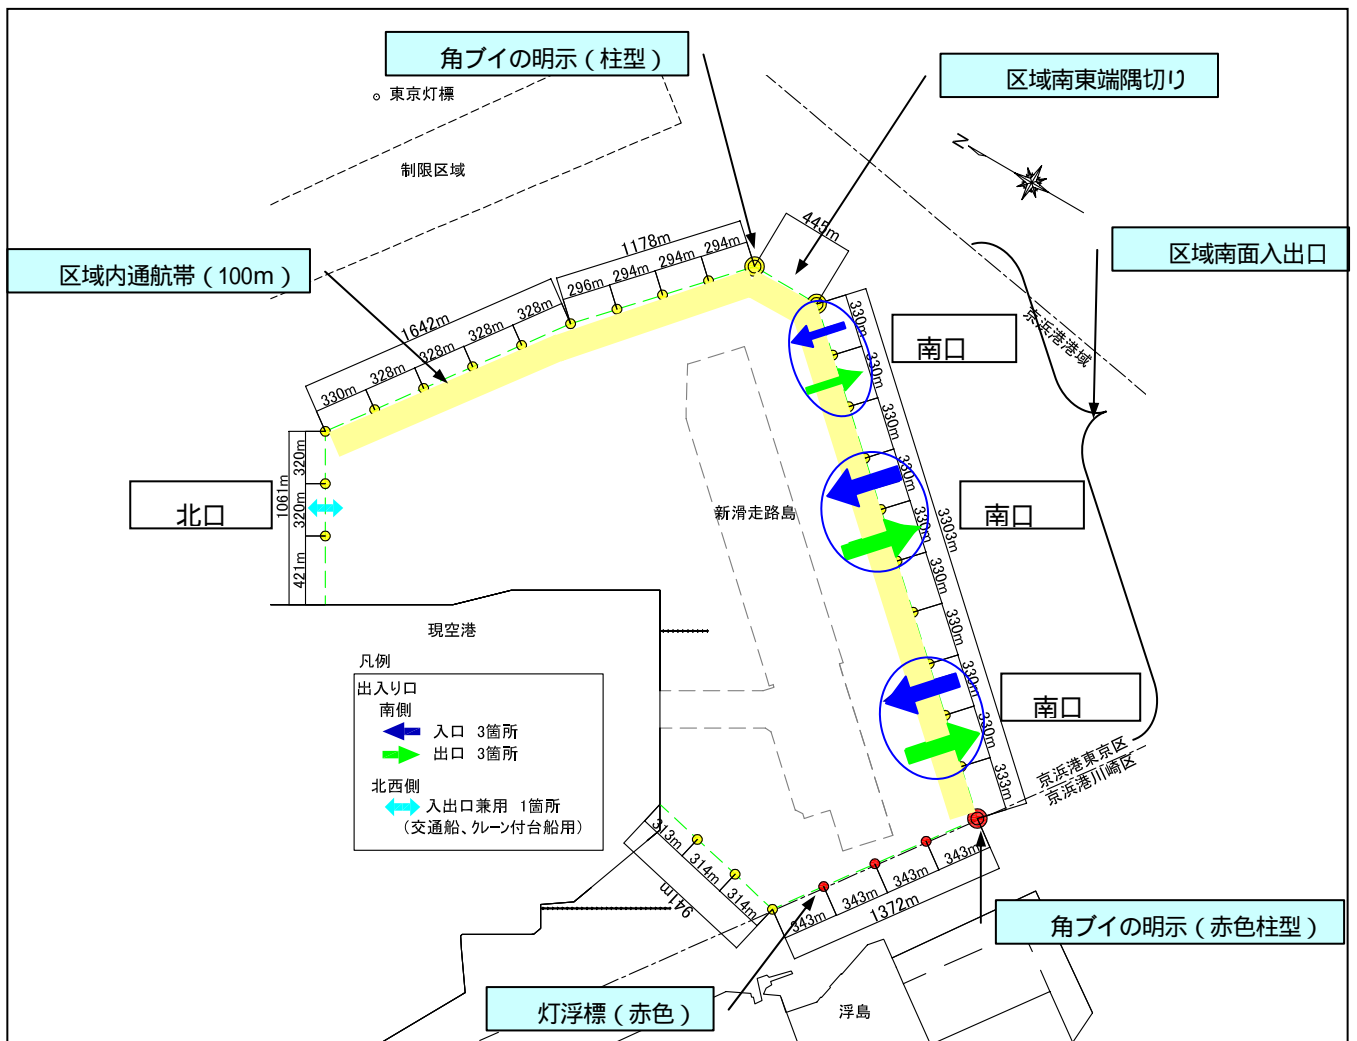 角ブイの明示（柱型）
区域南東端隅切り
東京灯標
制限区域
N
区域内通航帯（100m）
区域南面入出口
445m
1178m
296m
294m
294m
294m
1642m
330m
328m
328m
328m
328m
京浜港港域
南口
330m
330m
330m
330m
330m
330m
330m
330m
330m
333m
3303m
1061m
320m
320m
421m
北口
新滑走路島
南口
現空港
凡例
出入り口
南側
入口 3箇所
出口 3箇所
北西側
入出口兼用 1箇所
（交通船、クレーン付台船用）
南口
京浜港東京区
京浜港川崎区
313m
314m
314m
941m
343m
343m
343m
343m
1372m
角ブイの明示（赤色柱型）
灯浮標（赤色）
浮島